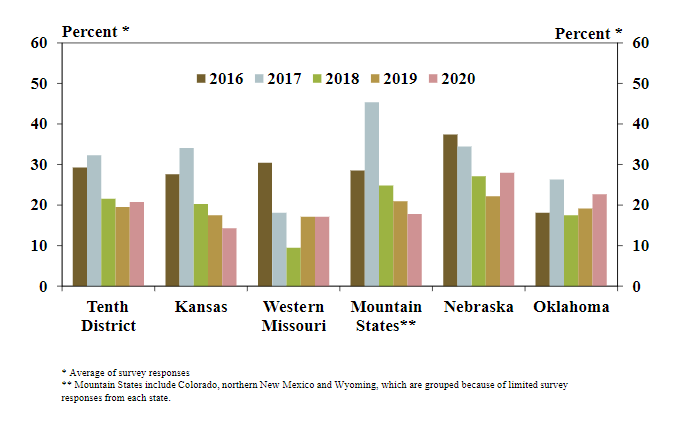 Percent *
Percent *
60
60
2016 2017 2018 2019 2020
50
50
40
40
30
30
20
20
10
10
0
0
Tenth District
Kansas
Western Missouri
Mountain States**
Nebraska
Oklahoma
* Average of survey responses
** Mountain States include Colorado, northern New Mexico and Wyoming, which are grouped because of limited survey
responses from each state.